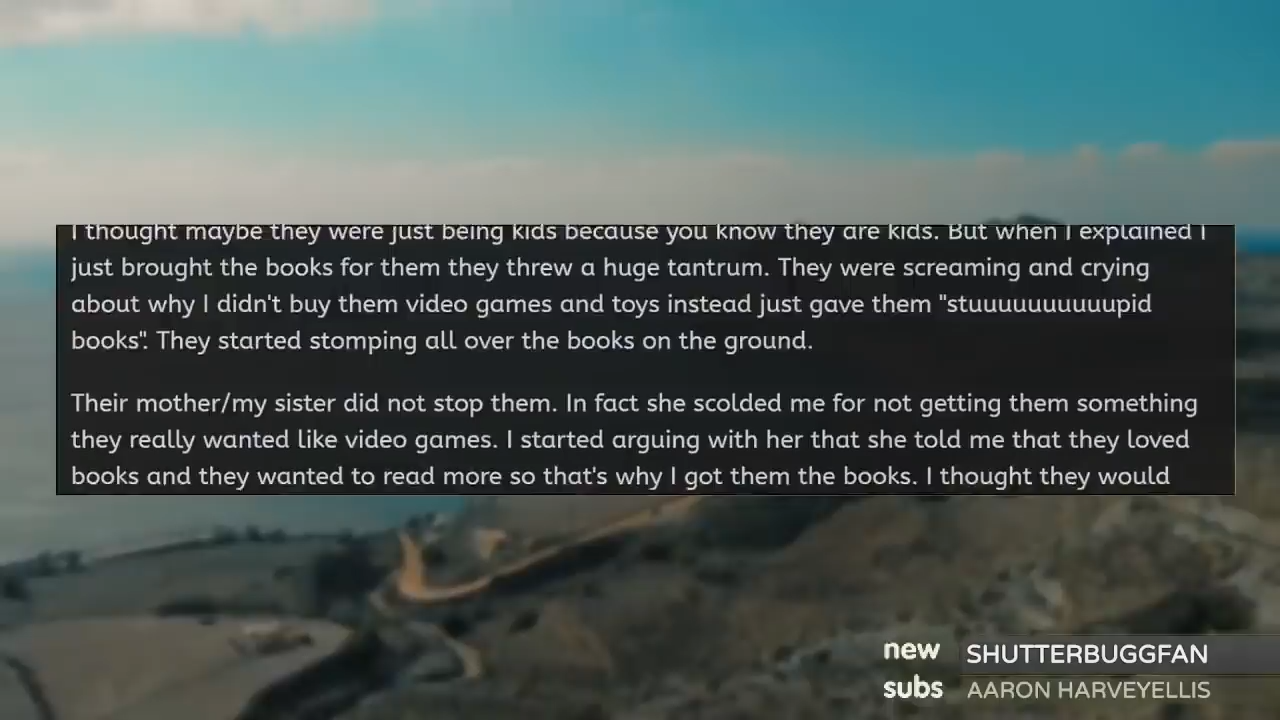 I thought maybe they were just being kids because you know they are kids. But when I explained I
just brought the books for them they threw a huge tantrum. They were screaming and crying
about why I didn't buy them video games and toys instead just gave them "stuuuuuuuuuupid
books". They started stomping all over the books on the ground.
Their mother/my sister did not stop them. In fact she scolded me for not getting them something
they really wanted like video games. I started arguing with her that she told me that they loved
books and they wanted to read more so that's why I got them the books. I thought they would
new SHUTTERBUGGFAN
subs AARON HARVEYELLIS